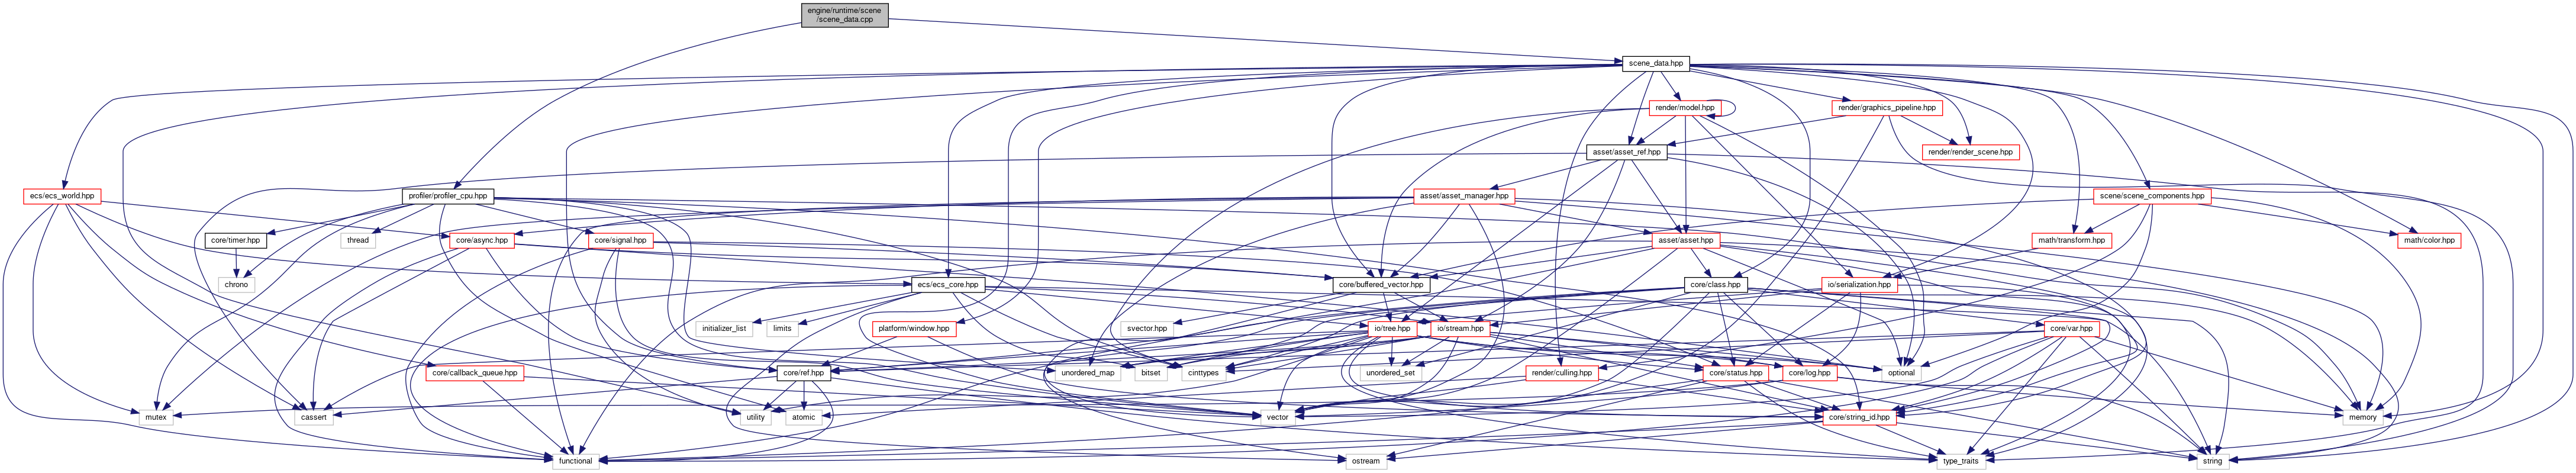 engine/runtime/scene
/scene_data.cpp
scene_data.hpp
render/model.hpp
render/graphics_pipeline.hpp
asset/asset_ref.hpp
render/render_scene.hpp
ecs/ecs_world.hpp
profiler/profiler_cpu.hpp
asset/asset_manager.hpp
scene/scene_components.hpp
core/timer.hpp
thread
core/async.hpp
core/signal.hpp
asset/asset.hpp
math/transform.hpp
math/color.hpp
chrono
ecs/ecs_core.hpp
core/buffered_vector.hpp
core/class.hpp
io/serialization.hpp
initializer_list
limits
platform/window.hpp
svector.hpp
io/tree.hpp
io/stream.hpp
core/var.hpp
core/callback_queue.hpp
core/ref.hpp
unordered_map
bitset
cinttypes
unordered_set
render/culling.hpp
core/status.hpp
core/log.hpp
optional
mutex
cassert
utility
atomic
vector
core/string_id.hpp
memory
functional
ostream
type_traits
string